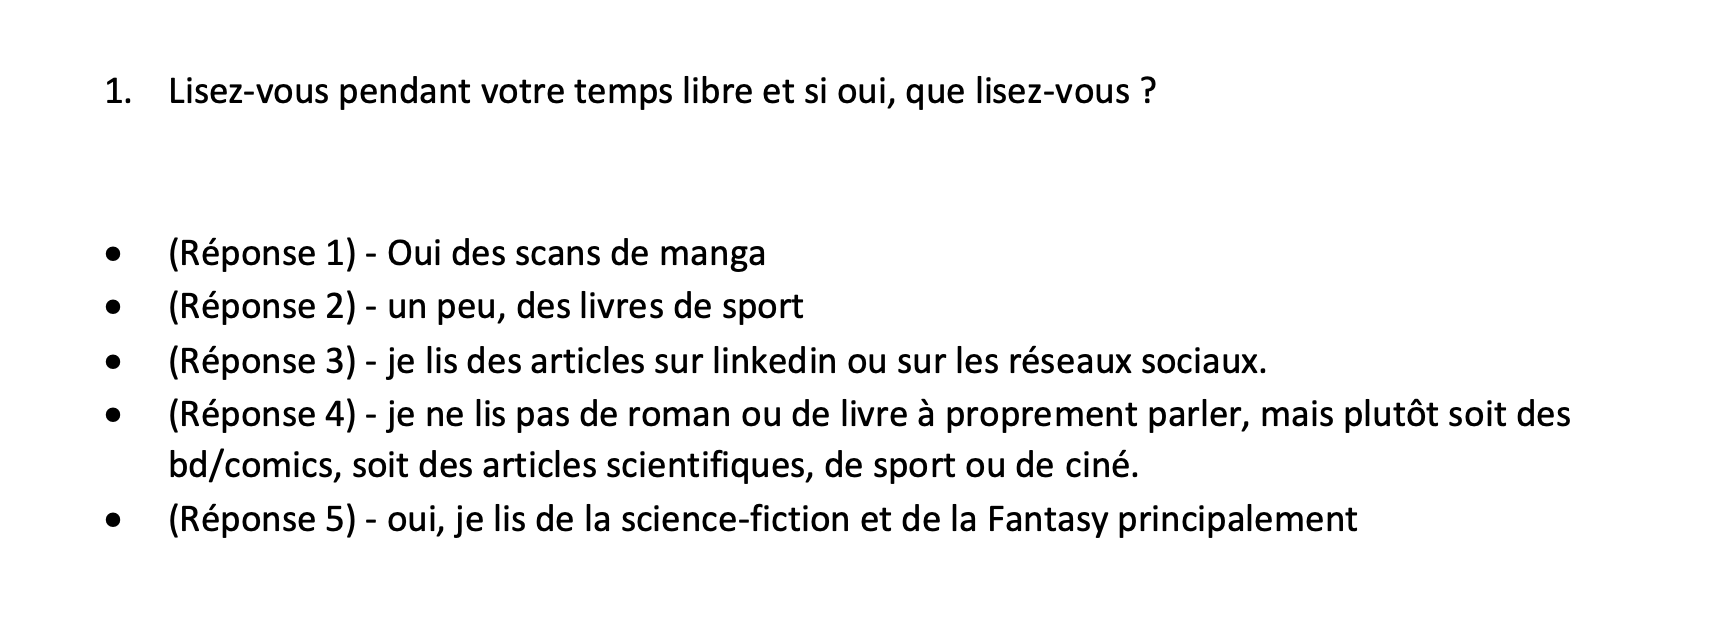 1. Lisez-vous pendant votre temps libre et si oui, que lisez-vous ?
• (Réponse 1) - Oui des scans de manga
• (Réponse 2) - un peu, des livres de sport
• (Réponse 3) - je lis des articles sur linkedin ou sur les réseaux sociaux.
• (Réponse 4) - je ne lis pas de roman ou de livre à proprement parler, mais plutôt soit des
bd/comics, soit des articles scientifiques, de sport ou de ciné.
• (Réponse 5) - oui, je lis de la science-fiction et de la Fantasy principalement